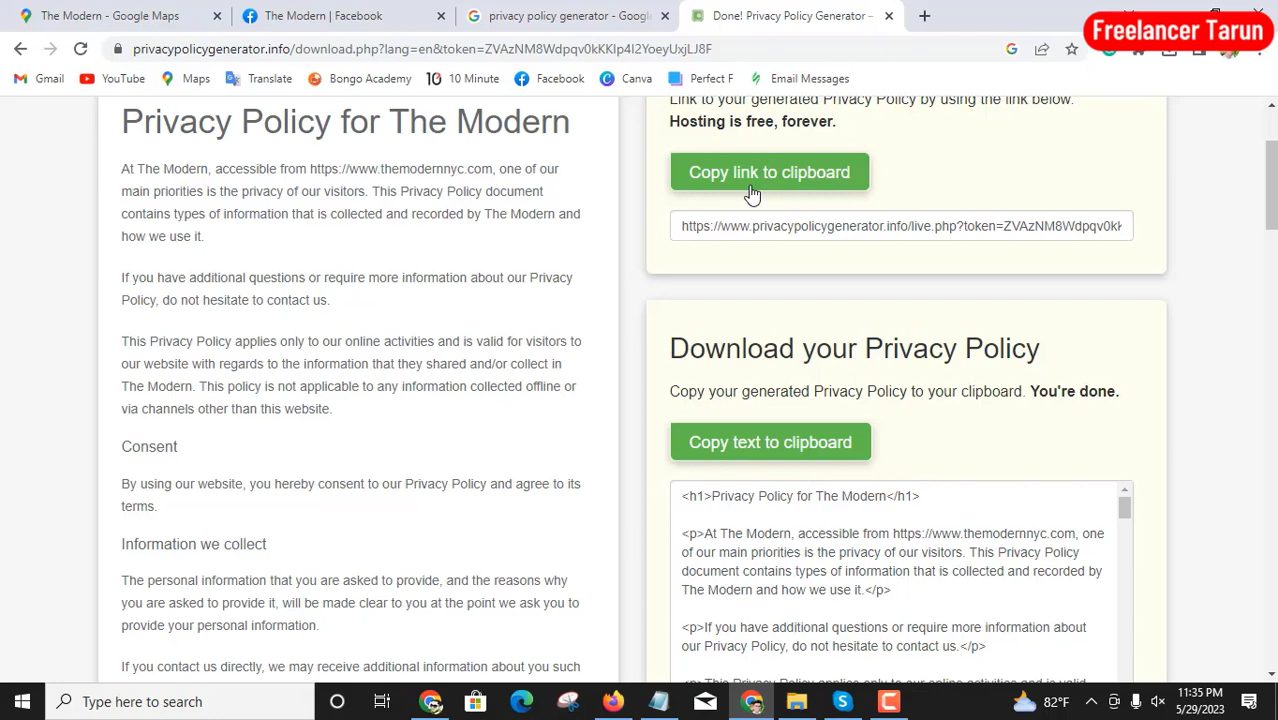 The Modern - Google Maps
The Modern | Facebook
privacy policy generator - Google
Done! Privacy Policy Generator –
Freelancer Tarun
privacypolicygenerator.info/download.php?lang=en&token=ZVAzNM8Wdpqv0kKKlp4I2YoeyUxjLJ8F
Gmail
YouTube
Maps
Translate
Bongo Academy
10 Minute
Facebook
Canva
Perfect F
Email Messages
Privacy Policy for The Modern
At The Modern, accessible from https://www.themodernnyc.com, one of our
main priorities is the privacy of our visitors. This Privacy Policy document
contains types of information that is collected and recorded by The Modern and
how we use it.
If you have additional questions or require more information about our Privacy
Policy, do not hesitate to contact us.
This Privacy Policy applies only to our online activities and is valid for visitors to
our website with regards to the information that they shared and/or collect in
The Modern. This policy is not applicable to any information collected offline or
via channels other than this website.
Consent
By using our website, you hereby consent to our Privacy Policy and agree to its
terms.
Information we collect
The personal information that you are asked to provide, and the reasons why
you are asked to provide it, will be made clear to you at the point we ask you to
provide your personal information.
If you contact us directly, we may receive additional information about you such
Link to your generated Privacy Policy by using the link below.
Hosting is free, forever.
Copy link to clipboard
https://www.privacypolicygenerator.info/live.php?token=ZVAzNM8Wdpqv0kK
Download your Privacy Policy
Copy your generated Privacy Policy to your clipboard. You're done.
Copy text to clipboard
<h1>Privacy Policy for The Modern</h1>
<p>At The Modern, accessible from https://www.themodernnyc.com, one
of our main priorities is the privacy of our visitors. This Privacy Policy
document contains types of information that is collected and recorded by
The Modern and how we use it.</p>
<p>If you have additional questions or require more information about
our Privacy Policy, do not hesitate to contact us.</p>
<p>This Privacy Policy applies only to our online activities and is valid
Type here to search
82°F
11:35 PM
5/29/2023